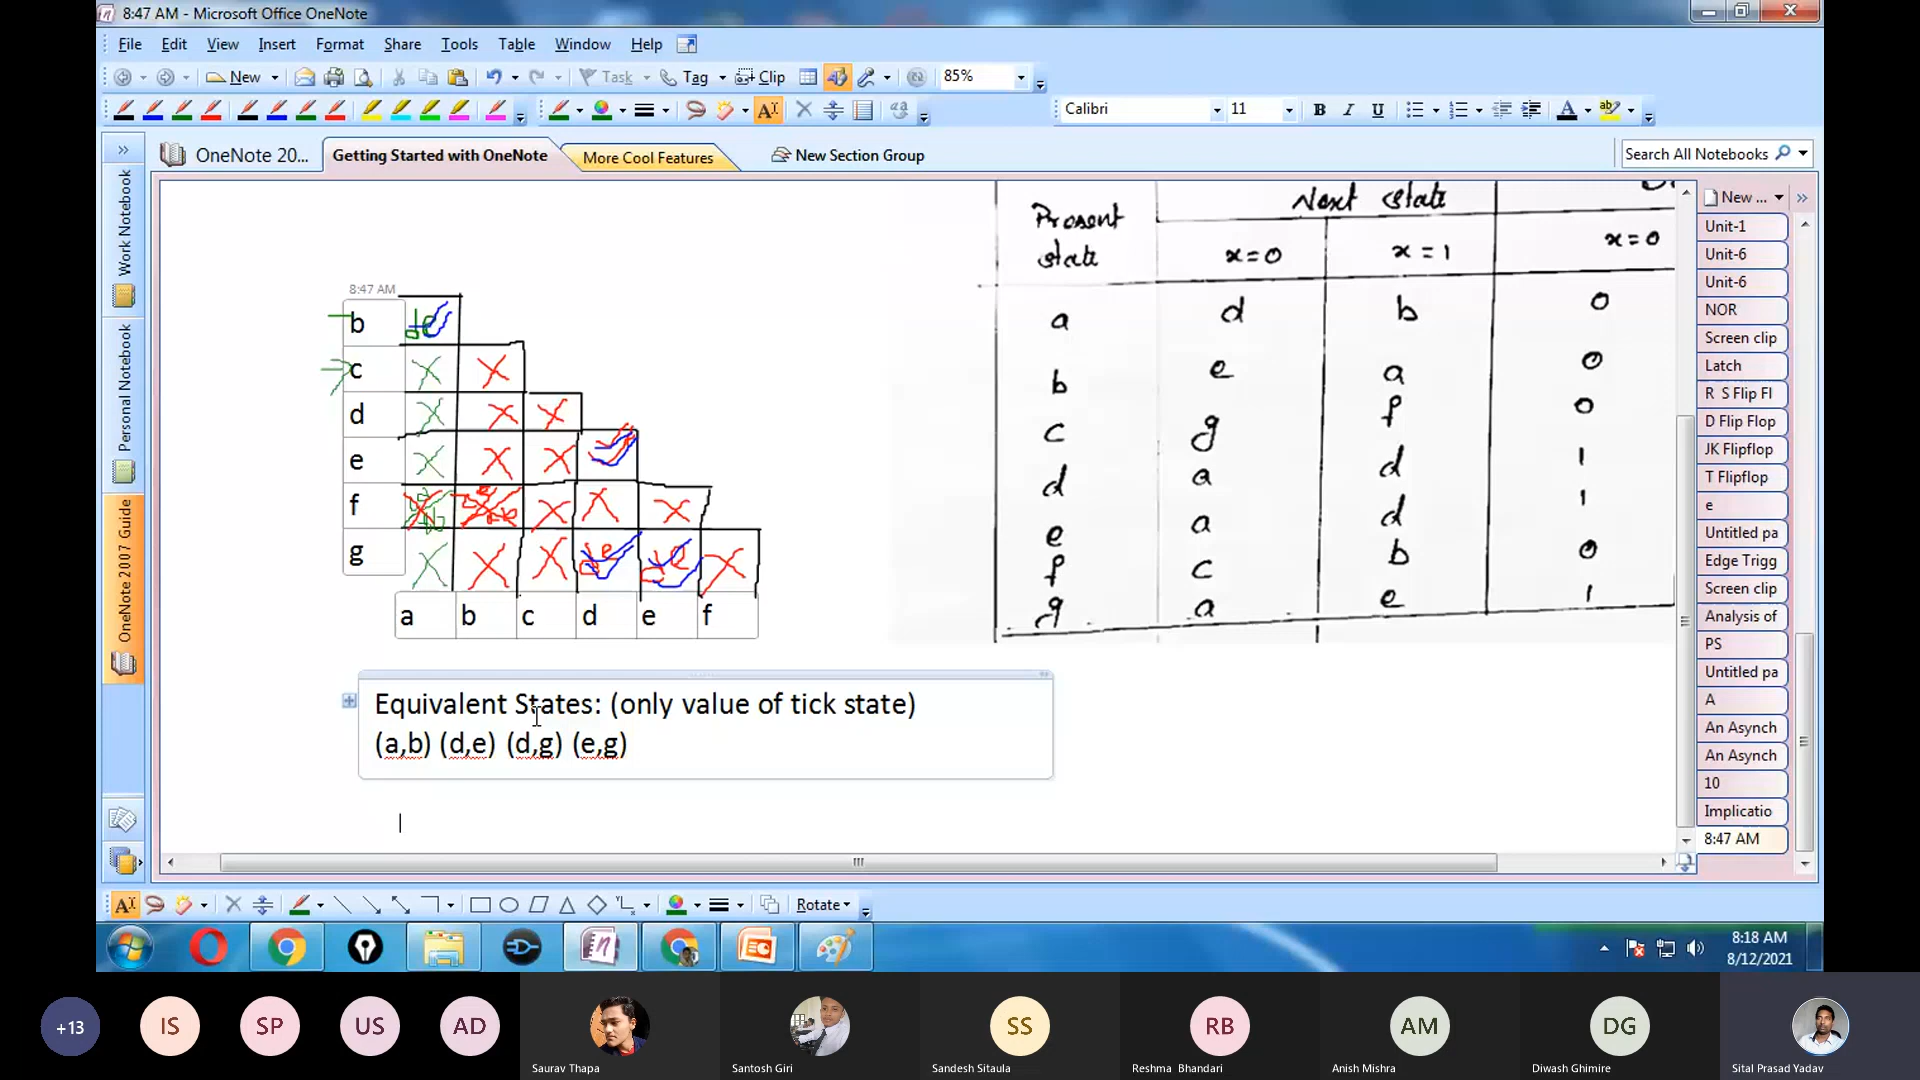 8:47 AM - Microsoft Office OneNote
File Edit View Insert Format Share Tools Table Window Help
New Task Tag Clip 85%
Calibri 11 B I U
OneNote 20... Getting Started with OneNote More Cool Features New Section Group Search All Notebooks
Work Notebook
Personal Notebook
OneNote 2007 Guide
New ...
Unit-1
Unit-6
Unit-6
NOR
Screen clip
Latch
R S Flip Fl
D Flip Flop
JK Flipflop
T Flipflop
e
Untitled pa
Edge Trigg
Screen clip
Analysis of
PS
Untitled pa
A
An Asynch
An Asynch
10
Implicatio
8:47 AM
8:47 AM
b de
c
d
e
f
g de de
a b c d e f
Present state Next state
x=0 x=1 x=0
a d b 0
b e a 0
c g f 0
d a d 1
e a d 1
f c b 0
g a e 1
Equivalent States: (only value of tick state)
(a,b) (d,e) (d,g) (e,g)
Rotate
8:18 AM
8/12/2021
+13 IS SP US AD SS RB AM DG
Saurav Thapa Santosh Giri Sandesh Sitaula Reshma Bhandari Anish Mishra Diwash Ghimire Sital Prasad Yadav